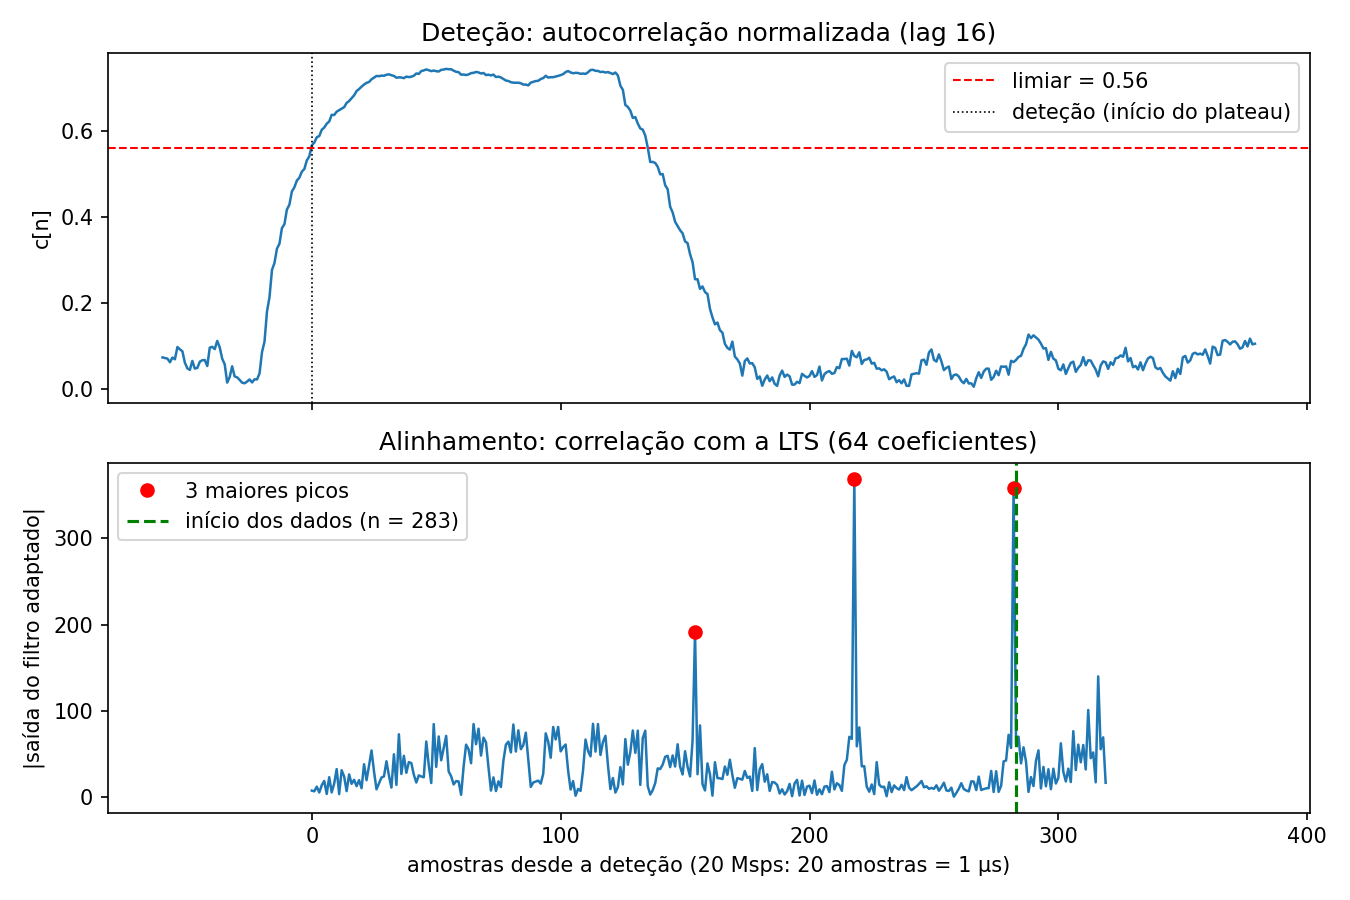 Deteção: autocorrelação normalizada (lag 16)
limiar = 0.56
deteção (início do plateau)
c[n]
0.6
0.4
0.2
0.0
Alinhamento: correlação com a LTS (64 coeficientes)
3 maiores picos
início dos dados (n = 283)
|saída do filtro adaptado|
300
200
100
0
0 100 200 300 400
amostras desde a deteção (20 Msps: 20 amostras = 1 µs)